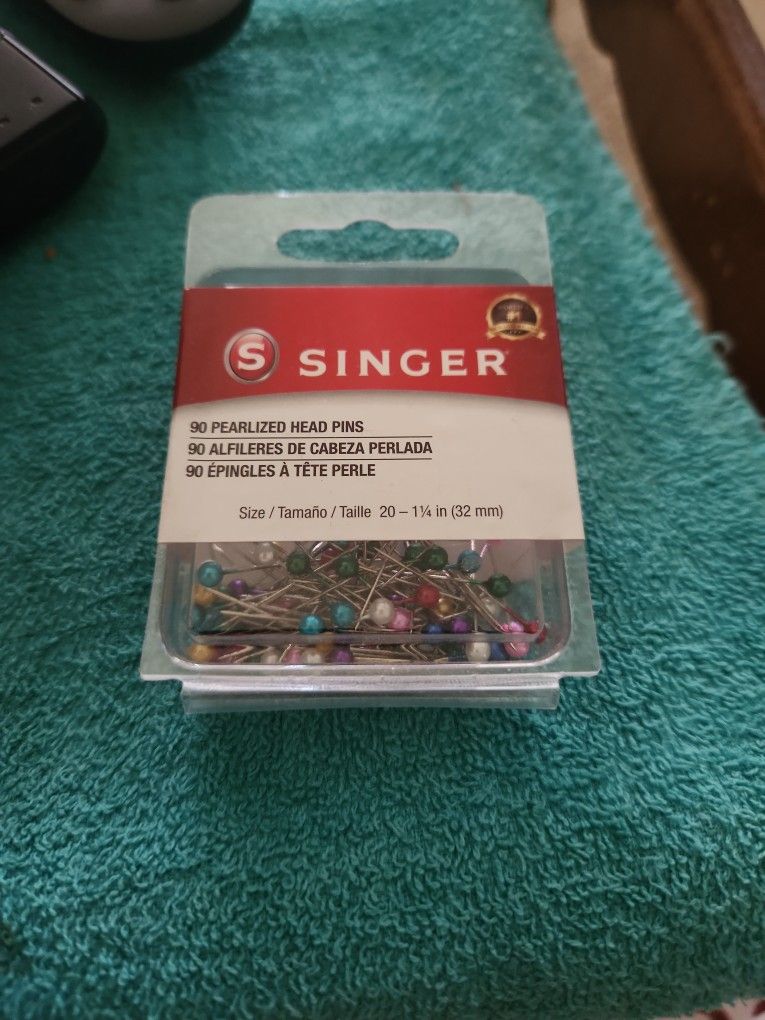 S SINGER
90 PEARLIZED HEAD PINS
90 ALFILERES DE CABEZA PERLADA
90 ÉPINGLES À TÊTE PERLE
Size / Tamaño / Taille 20 – 1¼ in (32 mm)